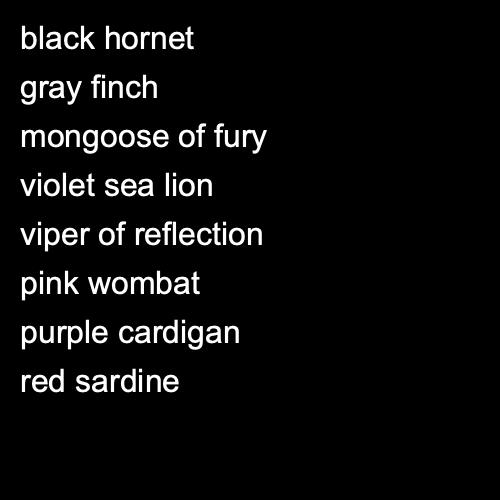 black hornet
gray finch
mongoose of fury
violet sea lion
viper of reflection
pink wombat
purple cardigan
red sardine